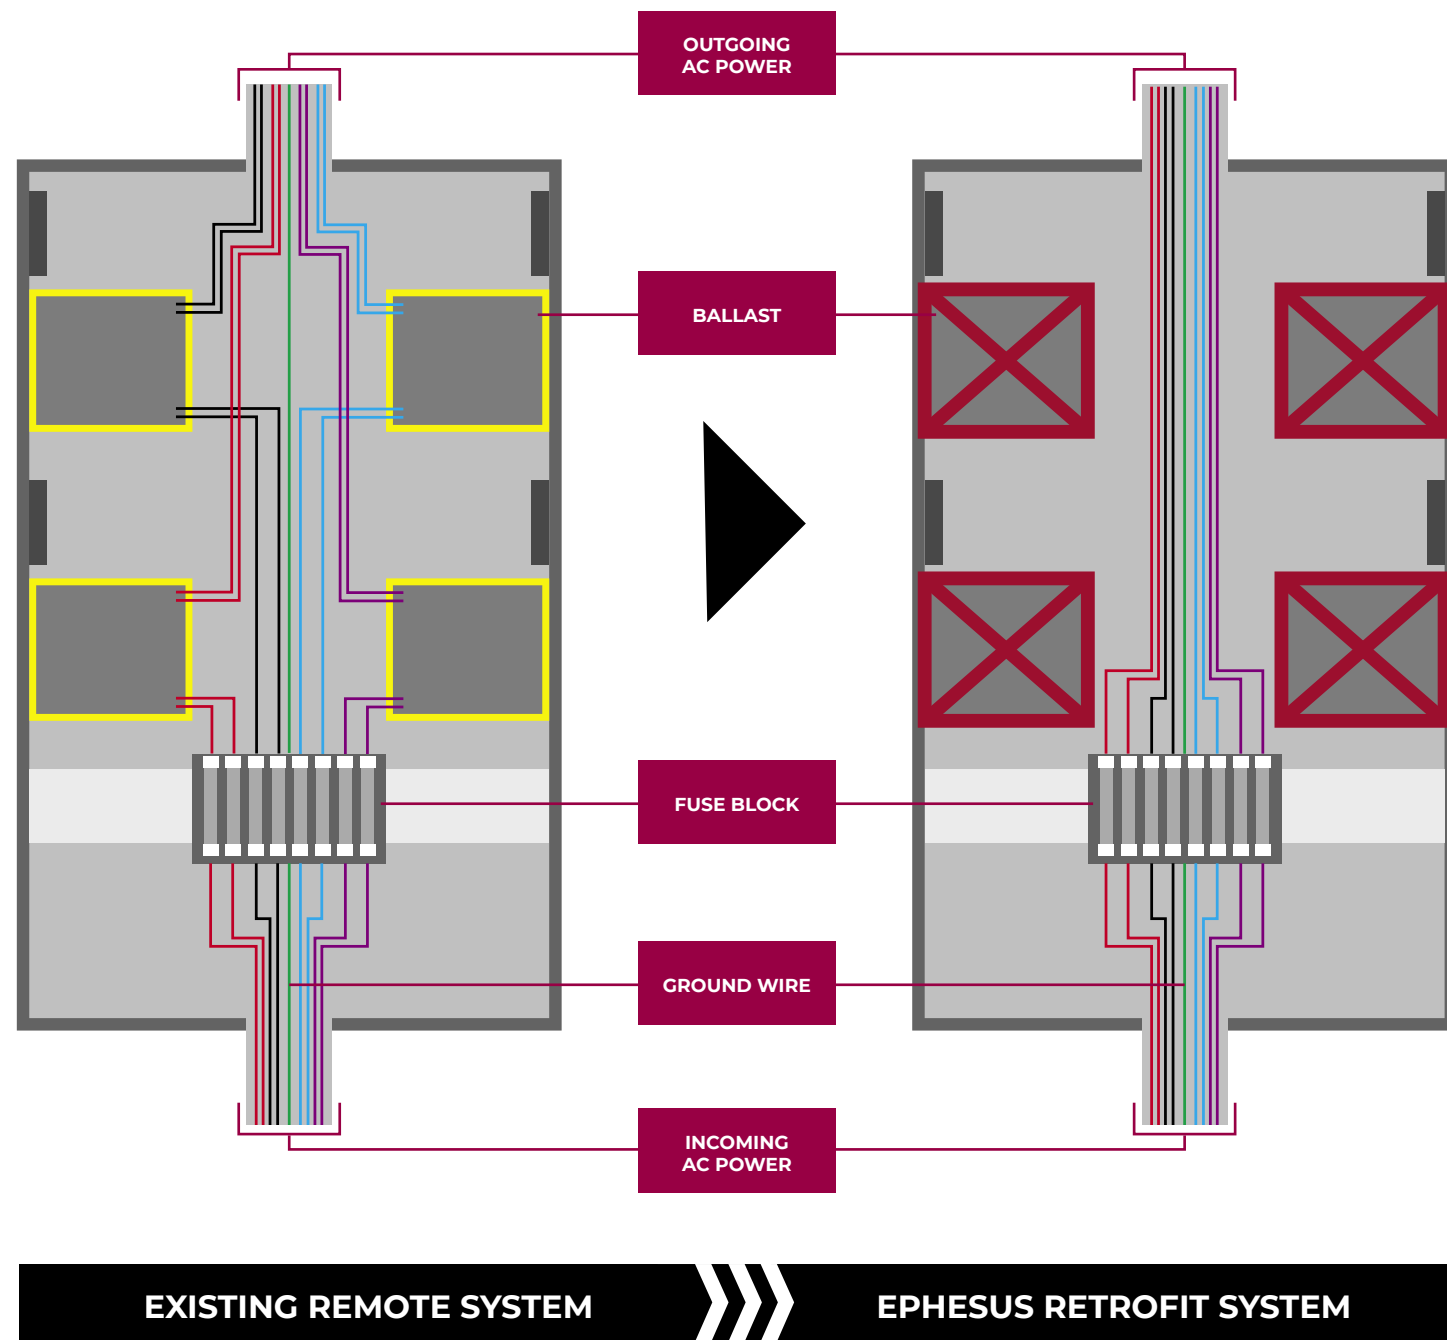 OUTGOING
AC POWER
BALLAST
FUSE BLOCK
GROUND WIRE
INCOMING
AC POWER
EXISTING REMOTE SYSTEM
EPHESUS RETROFIT SYSTEM